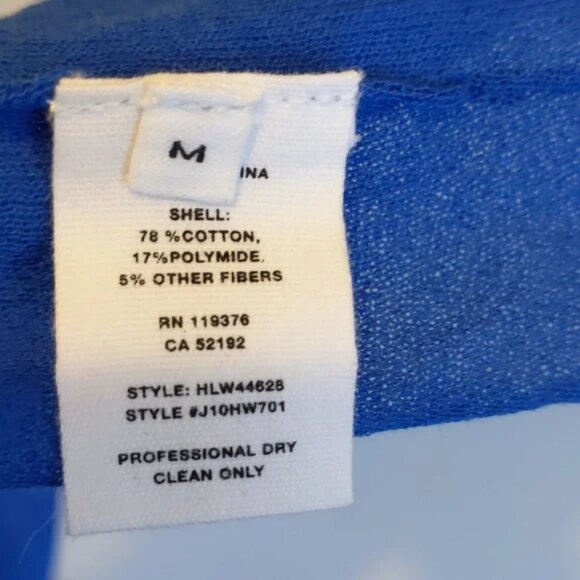 M
INA
SHELL:
78 %COTTON,
17%POLYMIDE.
5% OTHER FIBERS
RN 119376
CA 52192
STYLE: HLW44628
STYLE #J10HW701
PROFESSIONAL DRY
CLEAN ONLY